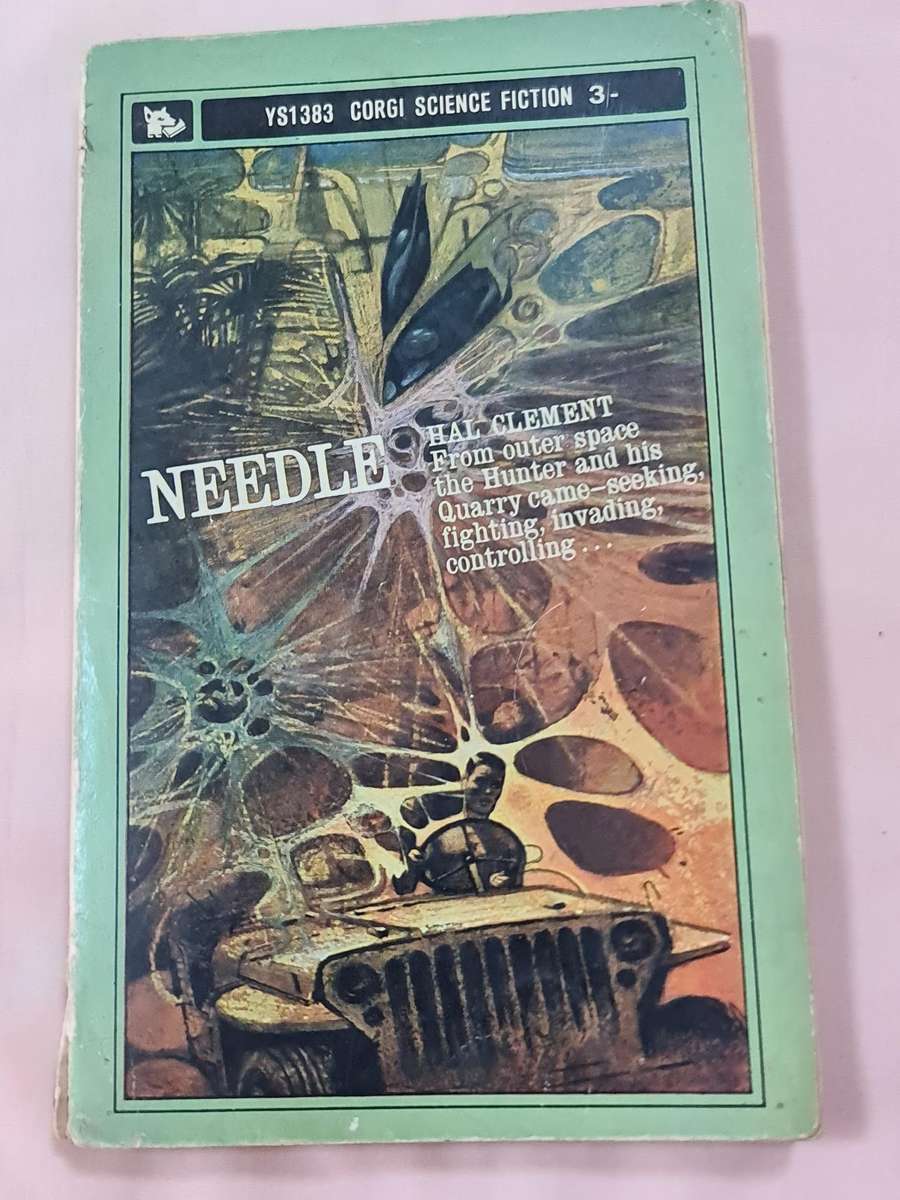 YS1383 CORGI SCIENCE FICTION 3/-
NEEDLE
HAL CLEMENT
From outer space
the Hunter and his
Quarry came—seeking,
fighting, invading,
controlling...